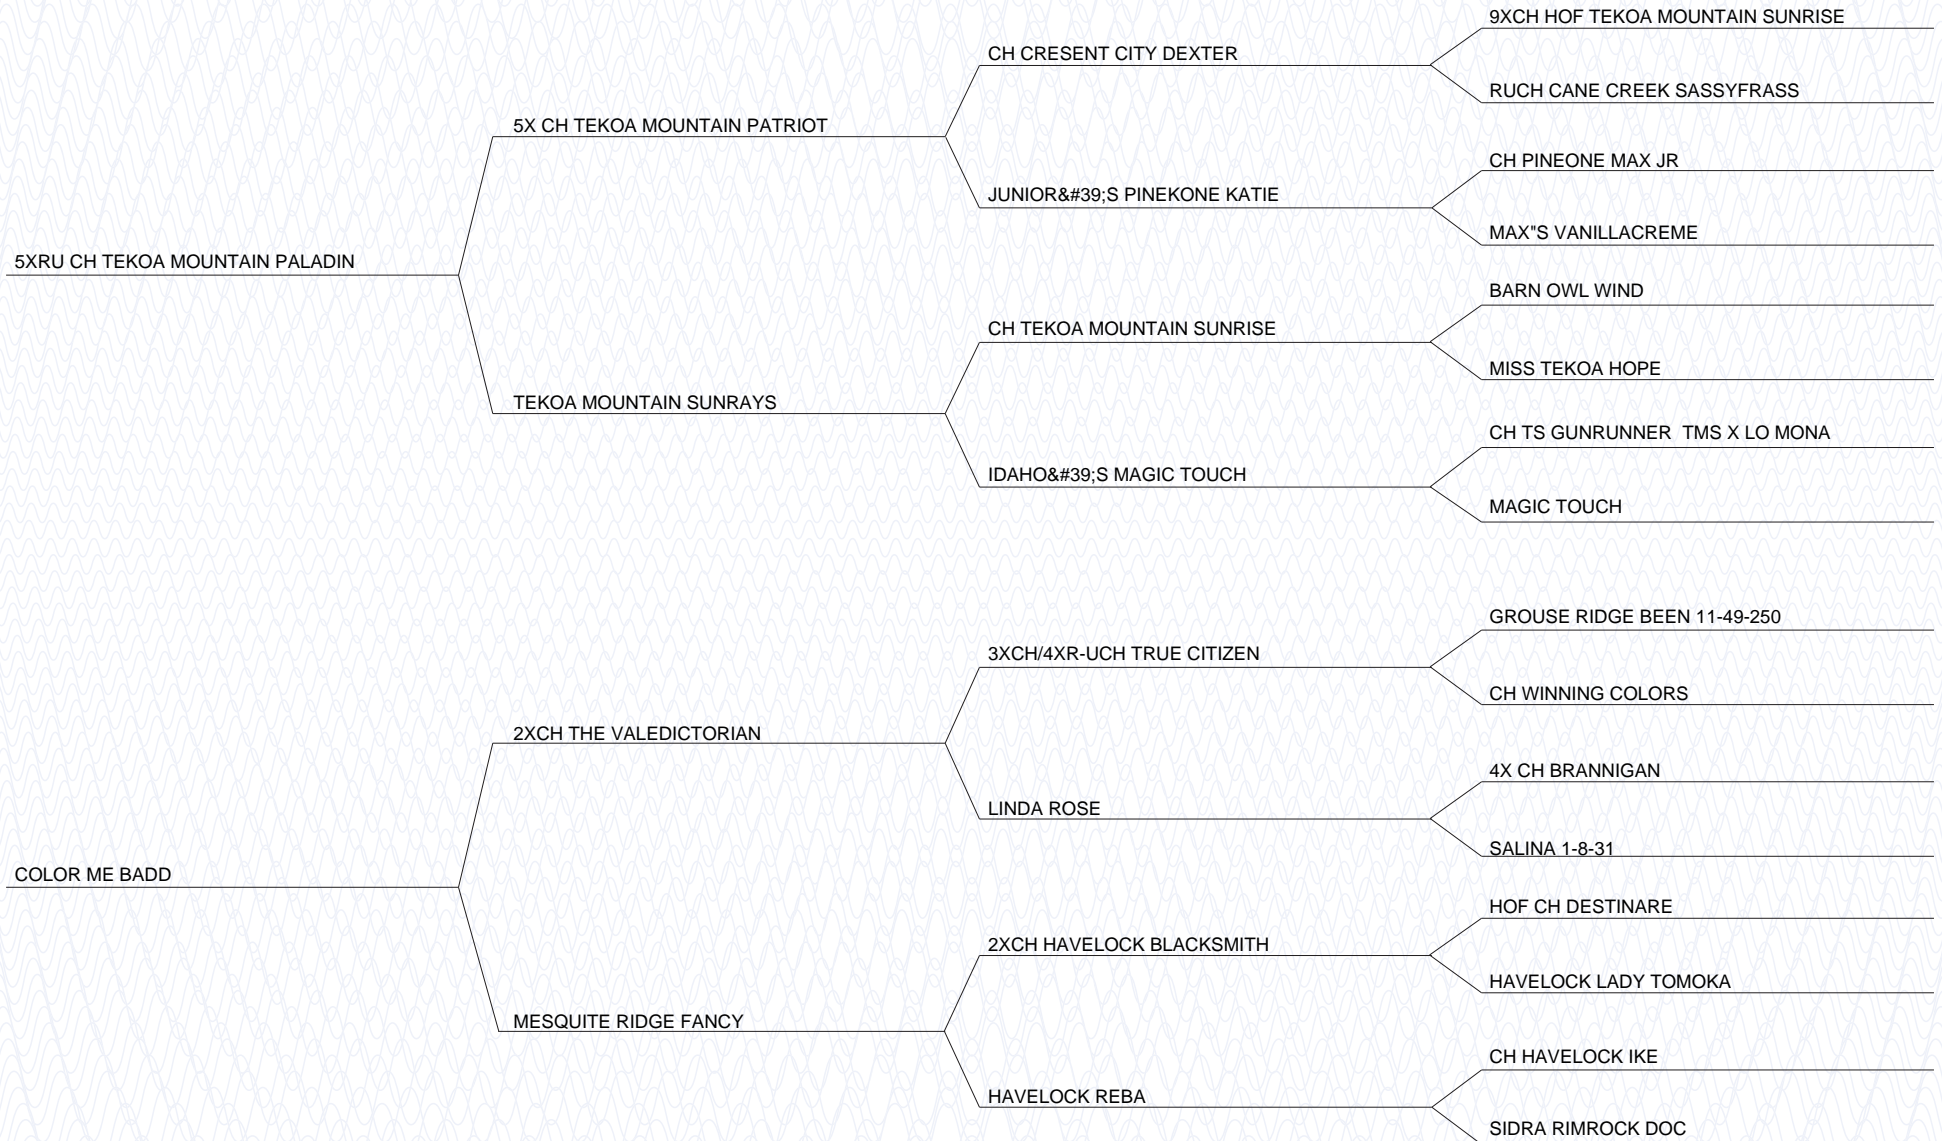 9XCH HOF TEKOA MOUNTAIN SUNRISE
CH CRESENT CITY DEXTER
RUCH CANE CREEK SASSYFRASS
5X CH TEKOA MOUNTAIN PATRIOT
CH PINEONE MAX JR
JUNIOR&#39;S PINEKONE KATIE
MAX"S VANILLACREME
5XRU CH TEKOA MOUNTAIN PALADIN
BARN OWL WIND
CH TEKOA MOUNTAIN SUNRISE
MISS TEKOA HOPE
TEKOA MOUNTAIN SUNRAYS
CH TS GUNRUNNER  TMS X LO MONA
IDAHO&#39;S MAGIC TOUCH
MAGIC TOUCH
GROUSE RIDGE BEEN 11-49-250
3XCH/4XR-UCH TRUE CITIZEN
CH WINNING COLORS
2XCH THE VALEDICTORIAN
4X CH BRANNIGAN
LINDA ROSE
SALINA 1-8-31
COLOR ME BADD
HOF CH DESTINARE
2XCH HAVELOCK BLACKSMITH
HAVELOCK LADY TOMOKA
MESQUITE RIDGE FANCY
CH HAVELOCK IKE
HAVELOCK REBA
SIDRA RIMROCK DOC